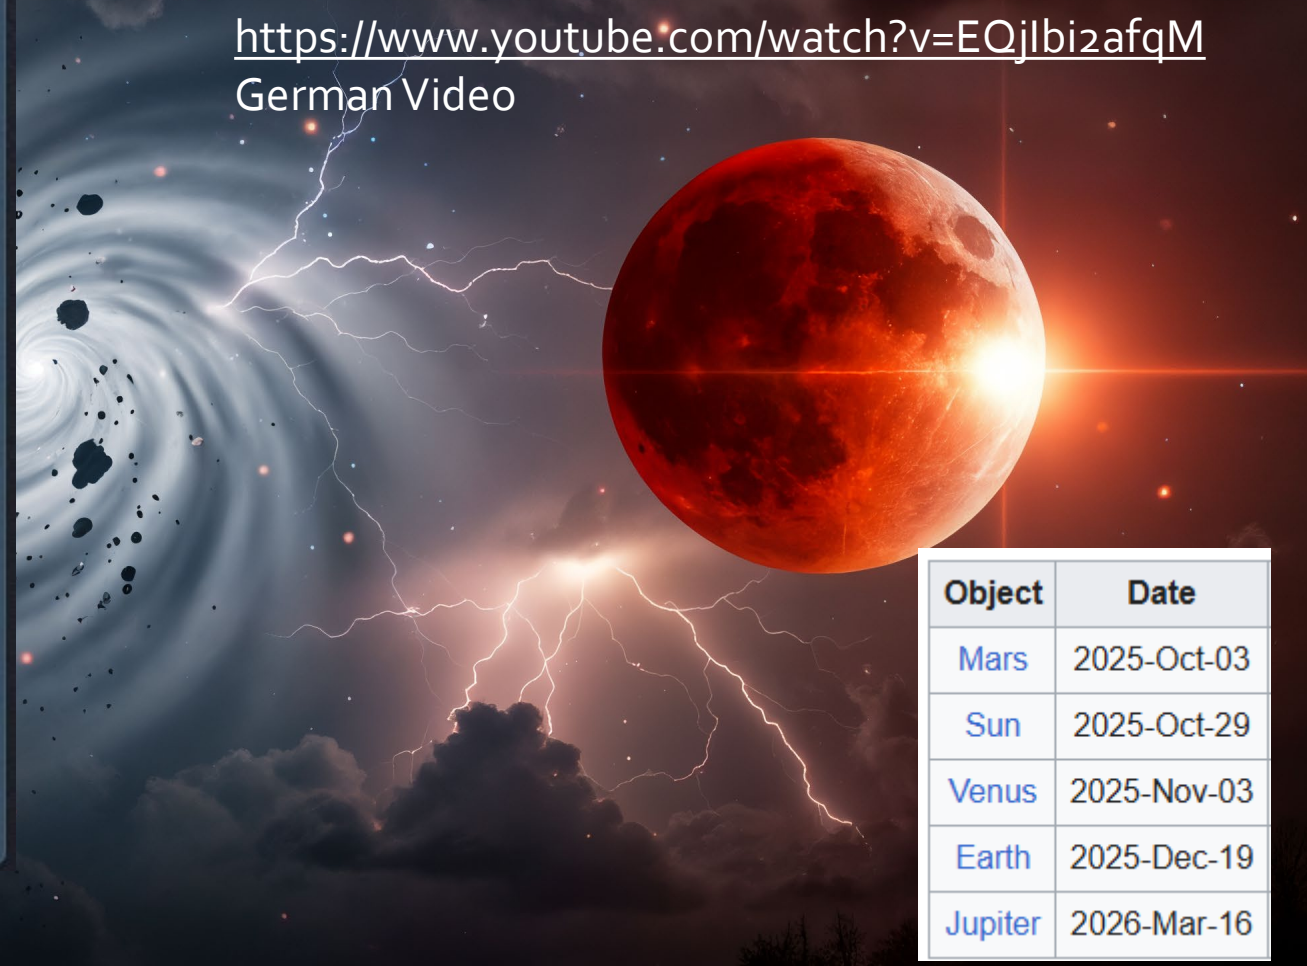 https://www.youtube.com/watch?v=EQjIbi2afqM
German Video
Object Date
Mars 2025-Oct-03
Sun 2025-Oct-29
Venus 2025-Nov-03
Earth 2025-Dec-19
Jupiter 2026-Mar-16